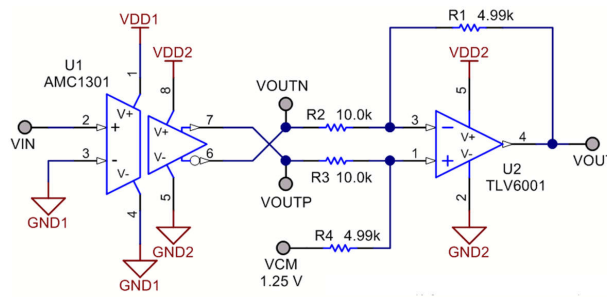 R1 4.99k
VDD1
VDD2
VDD2
U1
AMC1301
VOUTN
1
8
5
V+
V+
V+
R2 10.0k
VIN
2
+
7
3
−
4
VOUT
3
-
V-
V-
6
1
+
V-
U2
TLV6001
R3 10.0k
GND1
4
5
VOUTP
2
R4 4.99k
GND2
GND2
GND1
VCM
1.25 V